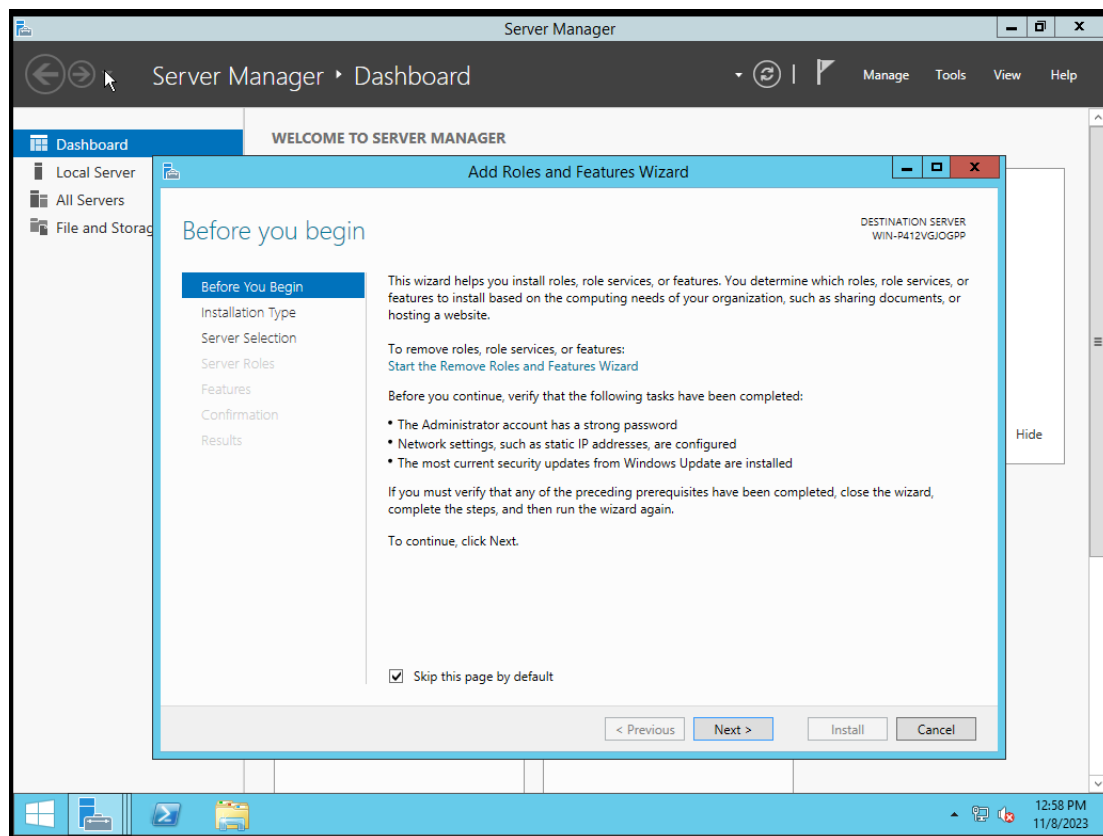 Server Manager
Server Manager • Dashboard
Manage Tools View Help
Dashboard
Local Server
All Servers
File and Storag
WELCOME TO SERVER MANAGER
Add Roles and Features Wizard
Before you begin
DESTINATION SERVER
WIN-P412VGJOGPP
Before You Begin
Installation Type
Server Selection
Server Roles
Features
Confirmation
Results
This wizard helps you install roles, role services, or features. You determine which roles, role services, or
features to install based on the computing needs of your organization, such as sharing documents, or
hosting a website.
To remove roles, role services, or features:
Start the Remove Roles and Features Wizard
Before you continue, verify that the following tasks have been completed:
• The Administrator account has a strong password
• Network settings, such as static IP addresses, are configured
• The most current security updates from Windows Update are installed
If you must verify that any of the preceding prerequisites have been completed, close the wizard,
complete the steps, and then run the wizard again.
To continue, click Next.
Skip this page by default
< Previous Next > Install Cancel
Hide
12:58 PM
11/8/2023